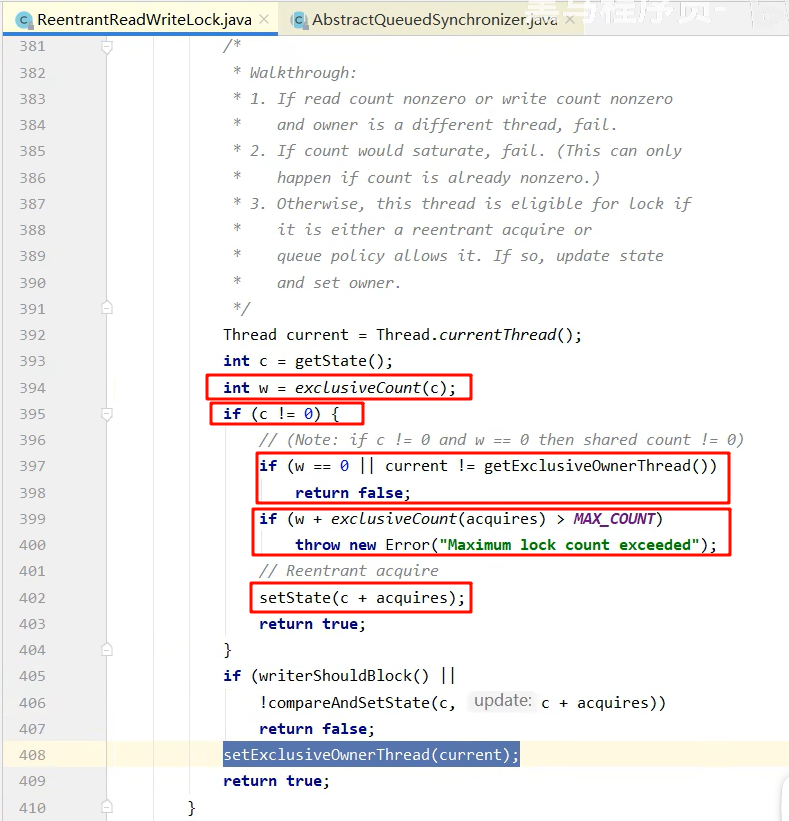 ReentrantReadWriteLock.java × AbstractQueuedSynchronizer.java ×
381 /*
382 * Walkthrough:
383 * 1. If read count nonzero or write count nonzero
384 * and owner is a different thread, fail.
385 * 2. If count would saturate, fail. (This can only
386 * happen if count is already nonzero.)
387 * 3. Otherwise, this thread is eligible for lock if
388 * it is either a reentrant acquire or
389 * queue policy allows it. If so, update state
390 * and set owner.
391 */
392 Thread current = Thread.currentThread();
393 int c = getState();
394 int w = exclusiveCount(c);
395 if (c != 0) {
396 // (Note: if c != 0 and w == 0 then shared count != 0)
397 if (w == 0 || current != getExclusiveOwnerThread())
398 return false;
399 if (w + exclusiveCount(acquires) > MAX_COUNT)
400 throw new Error("Maximum lock count exceeded");
401 // Reentrant acquire
402 setState(c + acquires);
403 return true;
404 }
405 if (writerShouldBlock() ||
406 !compareAndSetState(c, update: c + acquires))
407 return false;
408 setExclusiveOwnerThread(current);
409 return true;
410 }